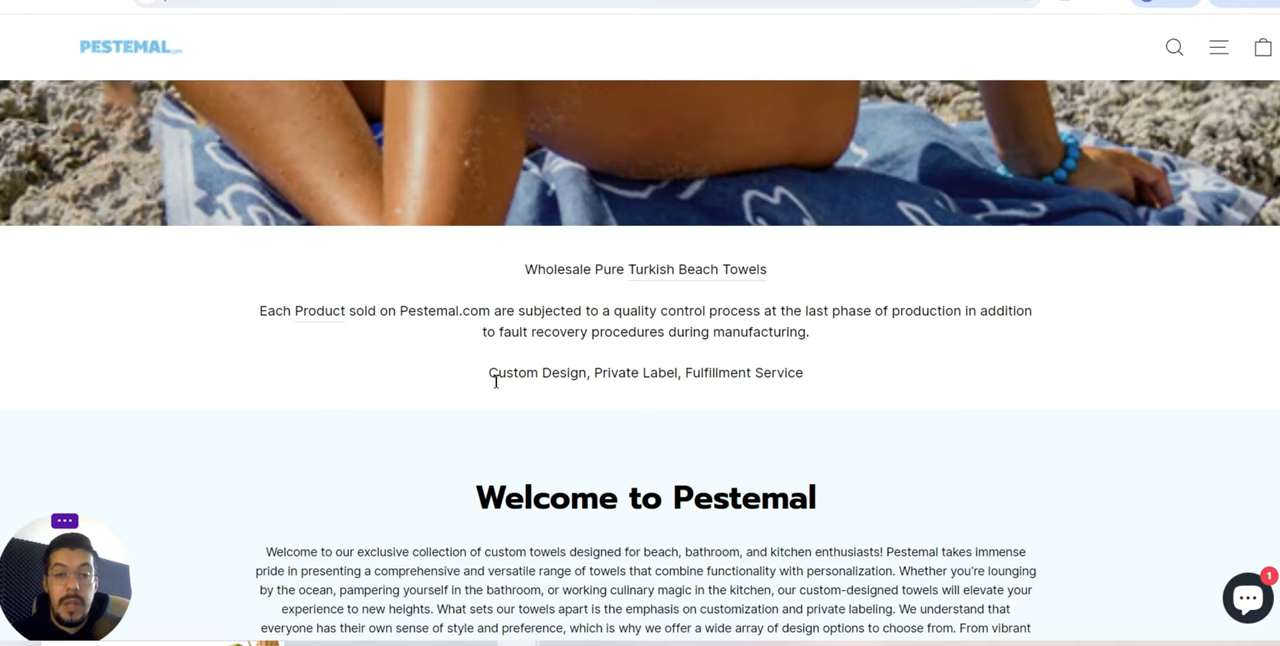 PESTEMAL.com
Wholesale Pure Turkish Beach Towels
Each Product sold on Pestemal.com are subjected to a quality control process at the last phase of production in addition
to fault recovery procedures during manufacturing.
Custom Design, Private Label, Fulfillment Service
Welcome to Pestemal
Welcome to our exclusive collection of custom towels designed for beach, bathroom, and kitchen enthusiasts! Pestemal takes immense
pride in presenting a comprehensive and versatile range of towels that combine functionality with personalization. Whether you're lounging
by the ocean, pampering yourself in the bathroom, or working culinary magic in the kitchen, our custom-designed towels will elevate your
experience to new heights. What sets our towels apart is the emphasis on customization and private labeling. We understand that
everyone has their own sense of style and preference, which is why we offer a wide array of design options to choose from. From vibrant
1